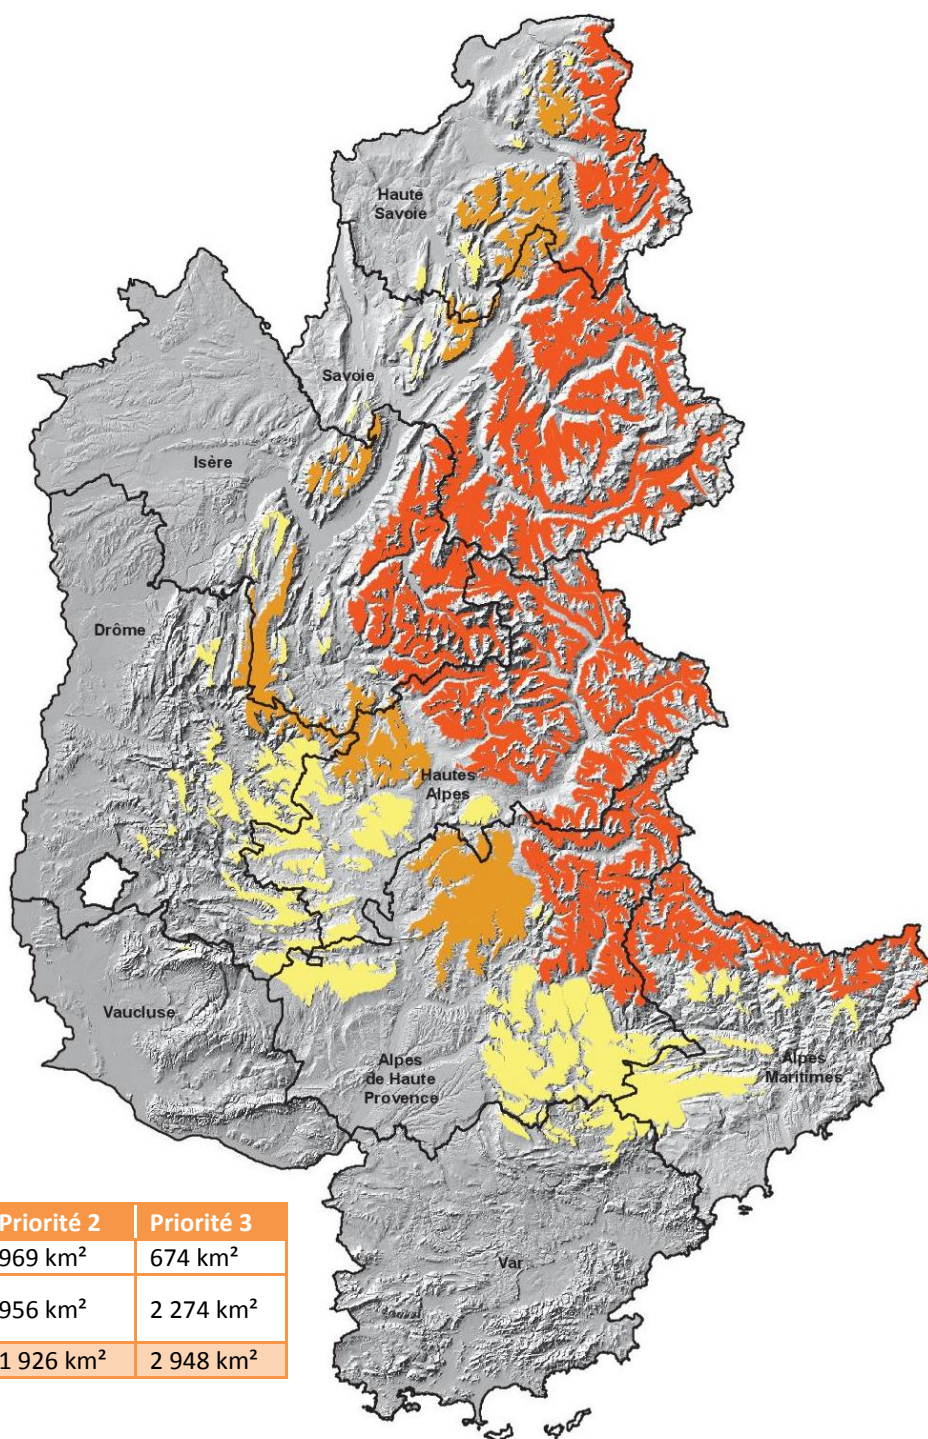 Haute
Savoie
Savoie
Isère
Drôme
Hautes
Alpes
Vaucluse
Alpes
de Haute
Provence
Alpes
Maritimes
Var
Priorité 2 Priorité 3
969 km² 674 km²
956 km² 2 274 km²
1 926 km² 2 948 km²